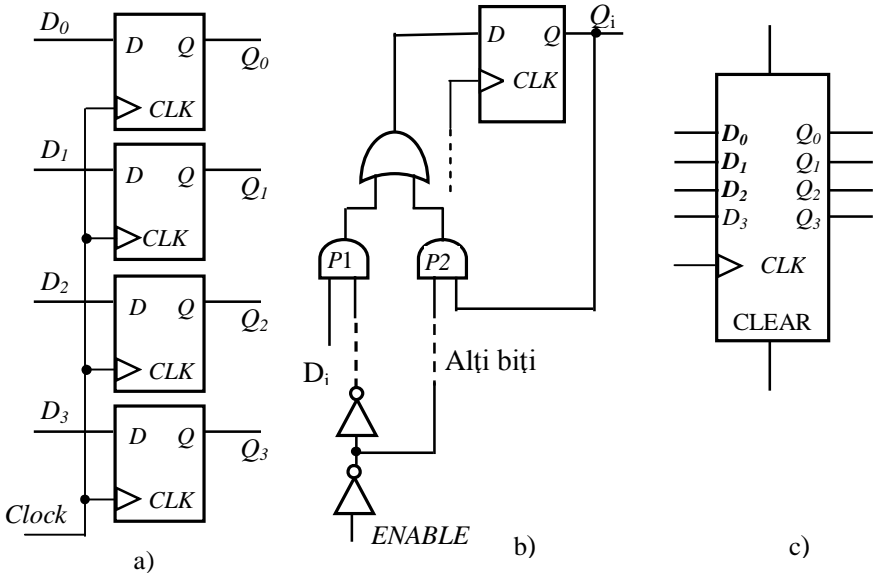 D0
D Q
Q0
CLK
D1
D Q
Q1
CLK
D2
D Q
Q2
CLK
D3
D Q
Q3
CLK
Clock
a)
Qi
D Q
CLK
P1 P2
Di
Alți biți
ENABLE
b)
D0 Q0
D1 Q1
D2 Q2
D3 Q3
CLK
CLEAR
c)